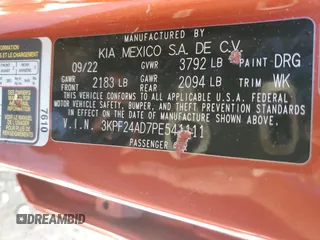 MANUFACTURED BY
KIA MEXICO S.A. DE C.V.
09/22 GVWR 3792 LB PAINT DRG
GAWR 2183 LB GAWR 2094 LB TRIM WK
THIS VEHICLE CONFORMS TO ALL APPLICABLE U.S. FEDERAL
MOTOR VEHICLE SAFETY, BUMPER, AND THEFT PREVENTION
STANDARDS IN EFFECT ON THE DATE OF MANUFACTURE SHOWN ABOVE.
V.I.N. 3KPF24AD7PE541111
PASSENGER
7610
DREAMBID